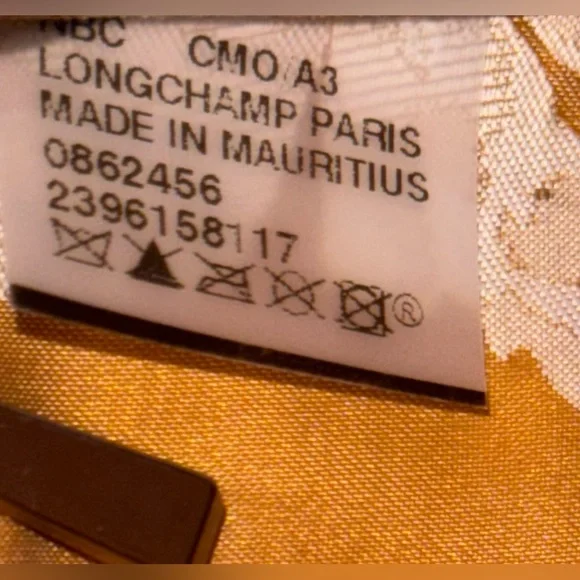 NBC CMO/A3
LONGCHAMP PARIS
MADE IN MAURITIUS
0862456
2396158117
®